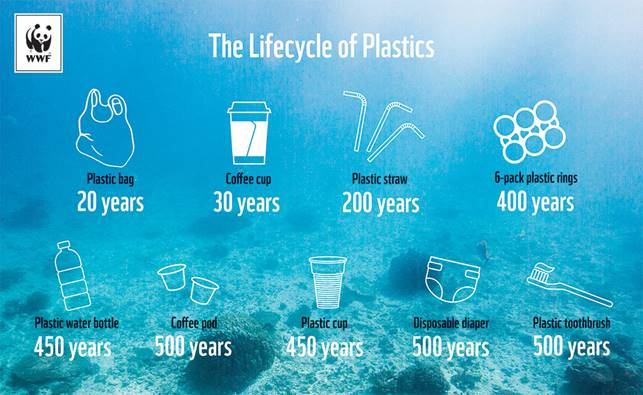 WWF
The Lifecycle of Plastics
Plastic bag
20 years
Coffee cup
30 years
Plastic straw
200 years
6-pack plastic rings
400 years
Plastic water bottle
450 years
Coffee pod
500 years
Plastic cup
450 years
Disposable diaper
500 years
Plastic toothbrush
500 years